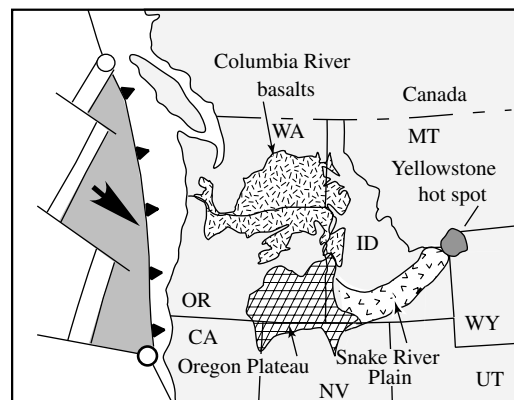 Columbia River
basalts
Canada
WA
MT
Yellowstone
hot spot
ID
OR
WY
CA
Oregon Plateau
Snake River
Plain
NV
UT